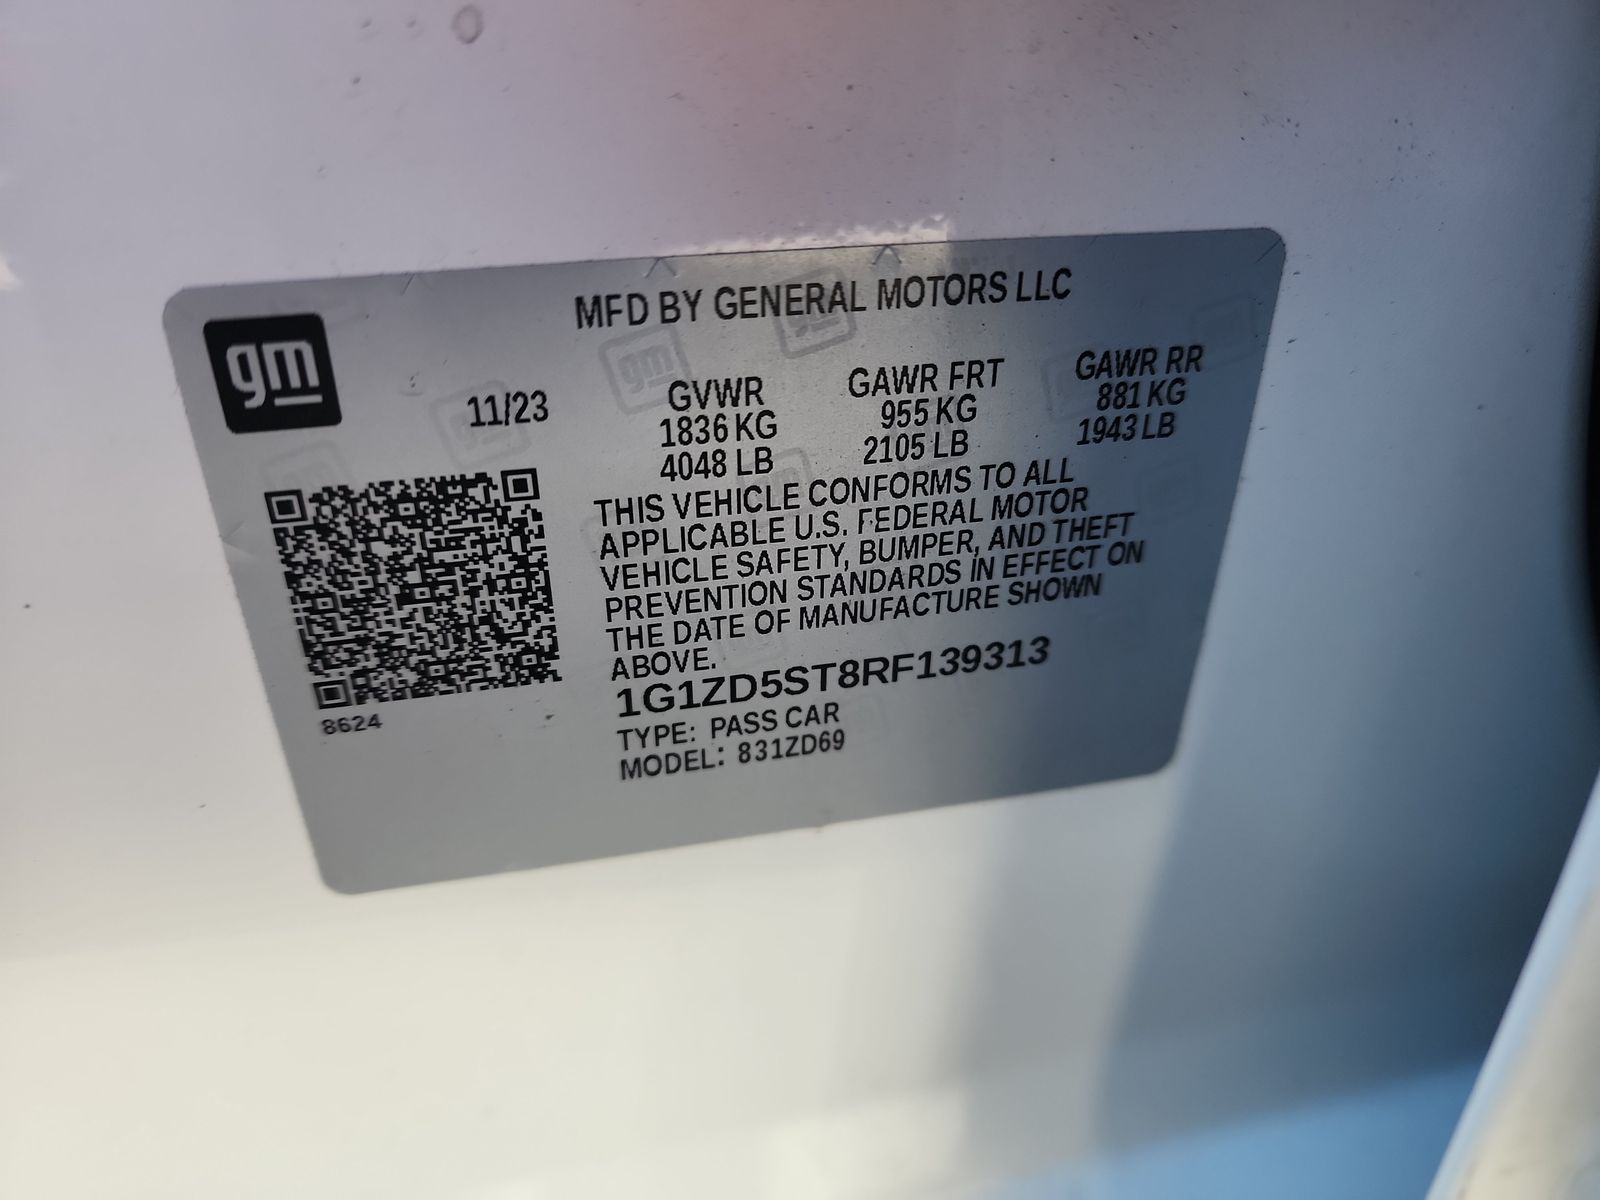 MFD BY GENERAL MOTORS LLC
gm
11/23
GVWR
1836 KG
4048 LB
GAWR FRT
955 KG
2105 LB
GAWR RR
881 KG
1943 LB
THIS VEHICLE CONFORMS TO ALL
APPLICABLE U.S. FEDERAL MOTOR
VEHICLE SAFETY, BUMPER, AND THEFT
PREVENTION STANDARDS IN EFFECT ON
THE DATE OF MANUFACTURE SHOWN
ABOVE.
1G1ZD5ST8RF139313
TYPE: PASS CAR
MODEL: 831ZD69
8624